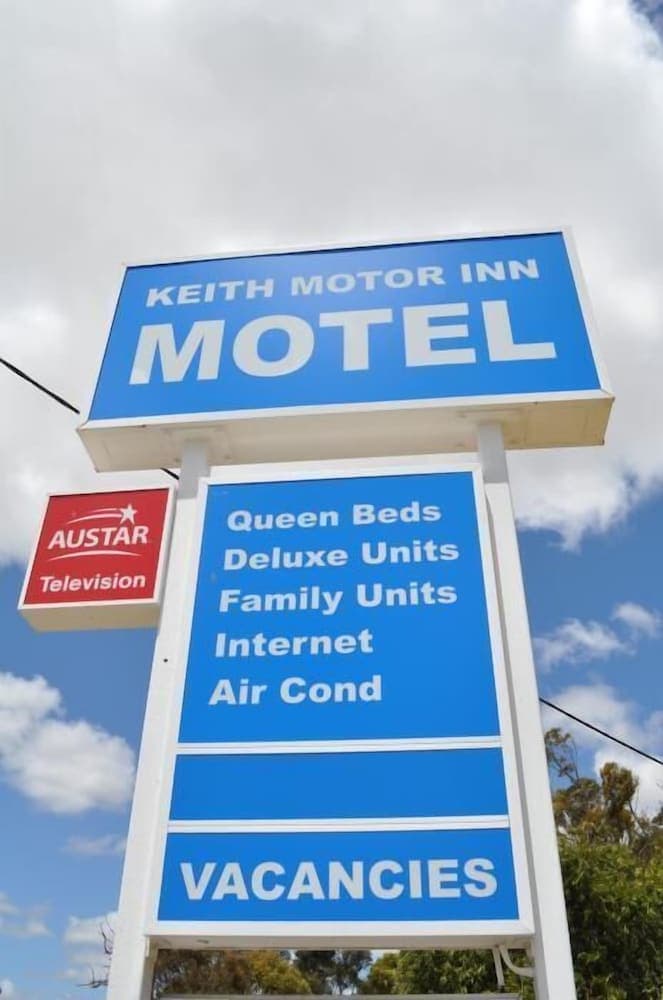 KEITH MOTOR INN
MOTEL
AUSTAR
Television
Queen Beds
Deluxe Units
Family Units
Internet
Air Cond
VACANCIES